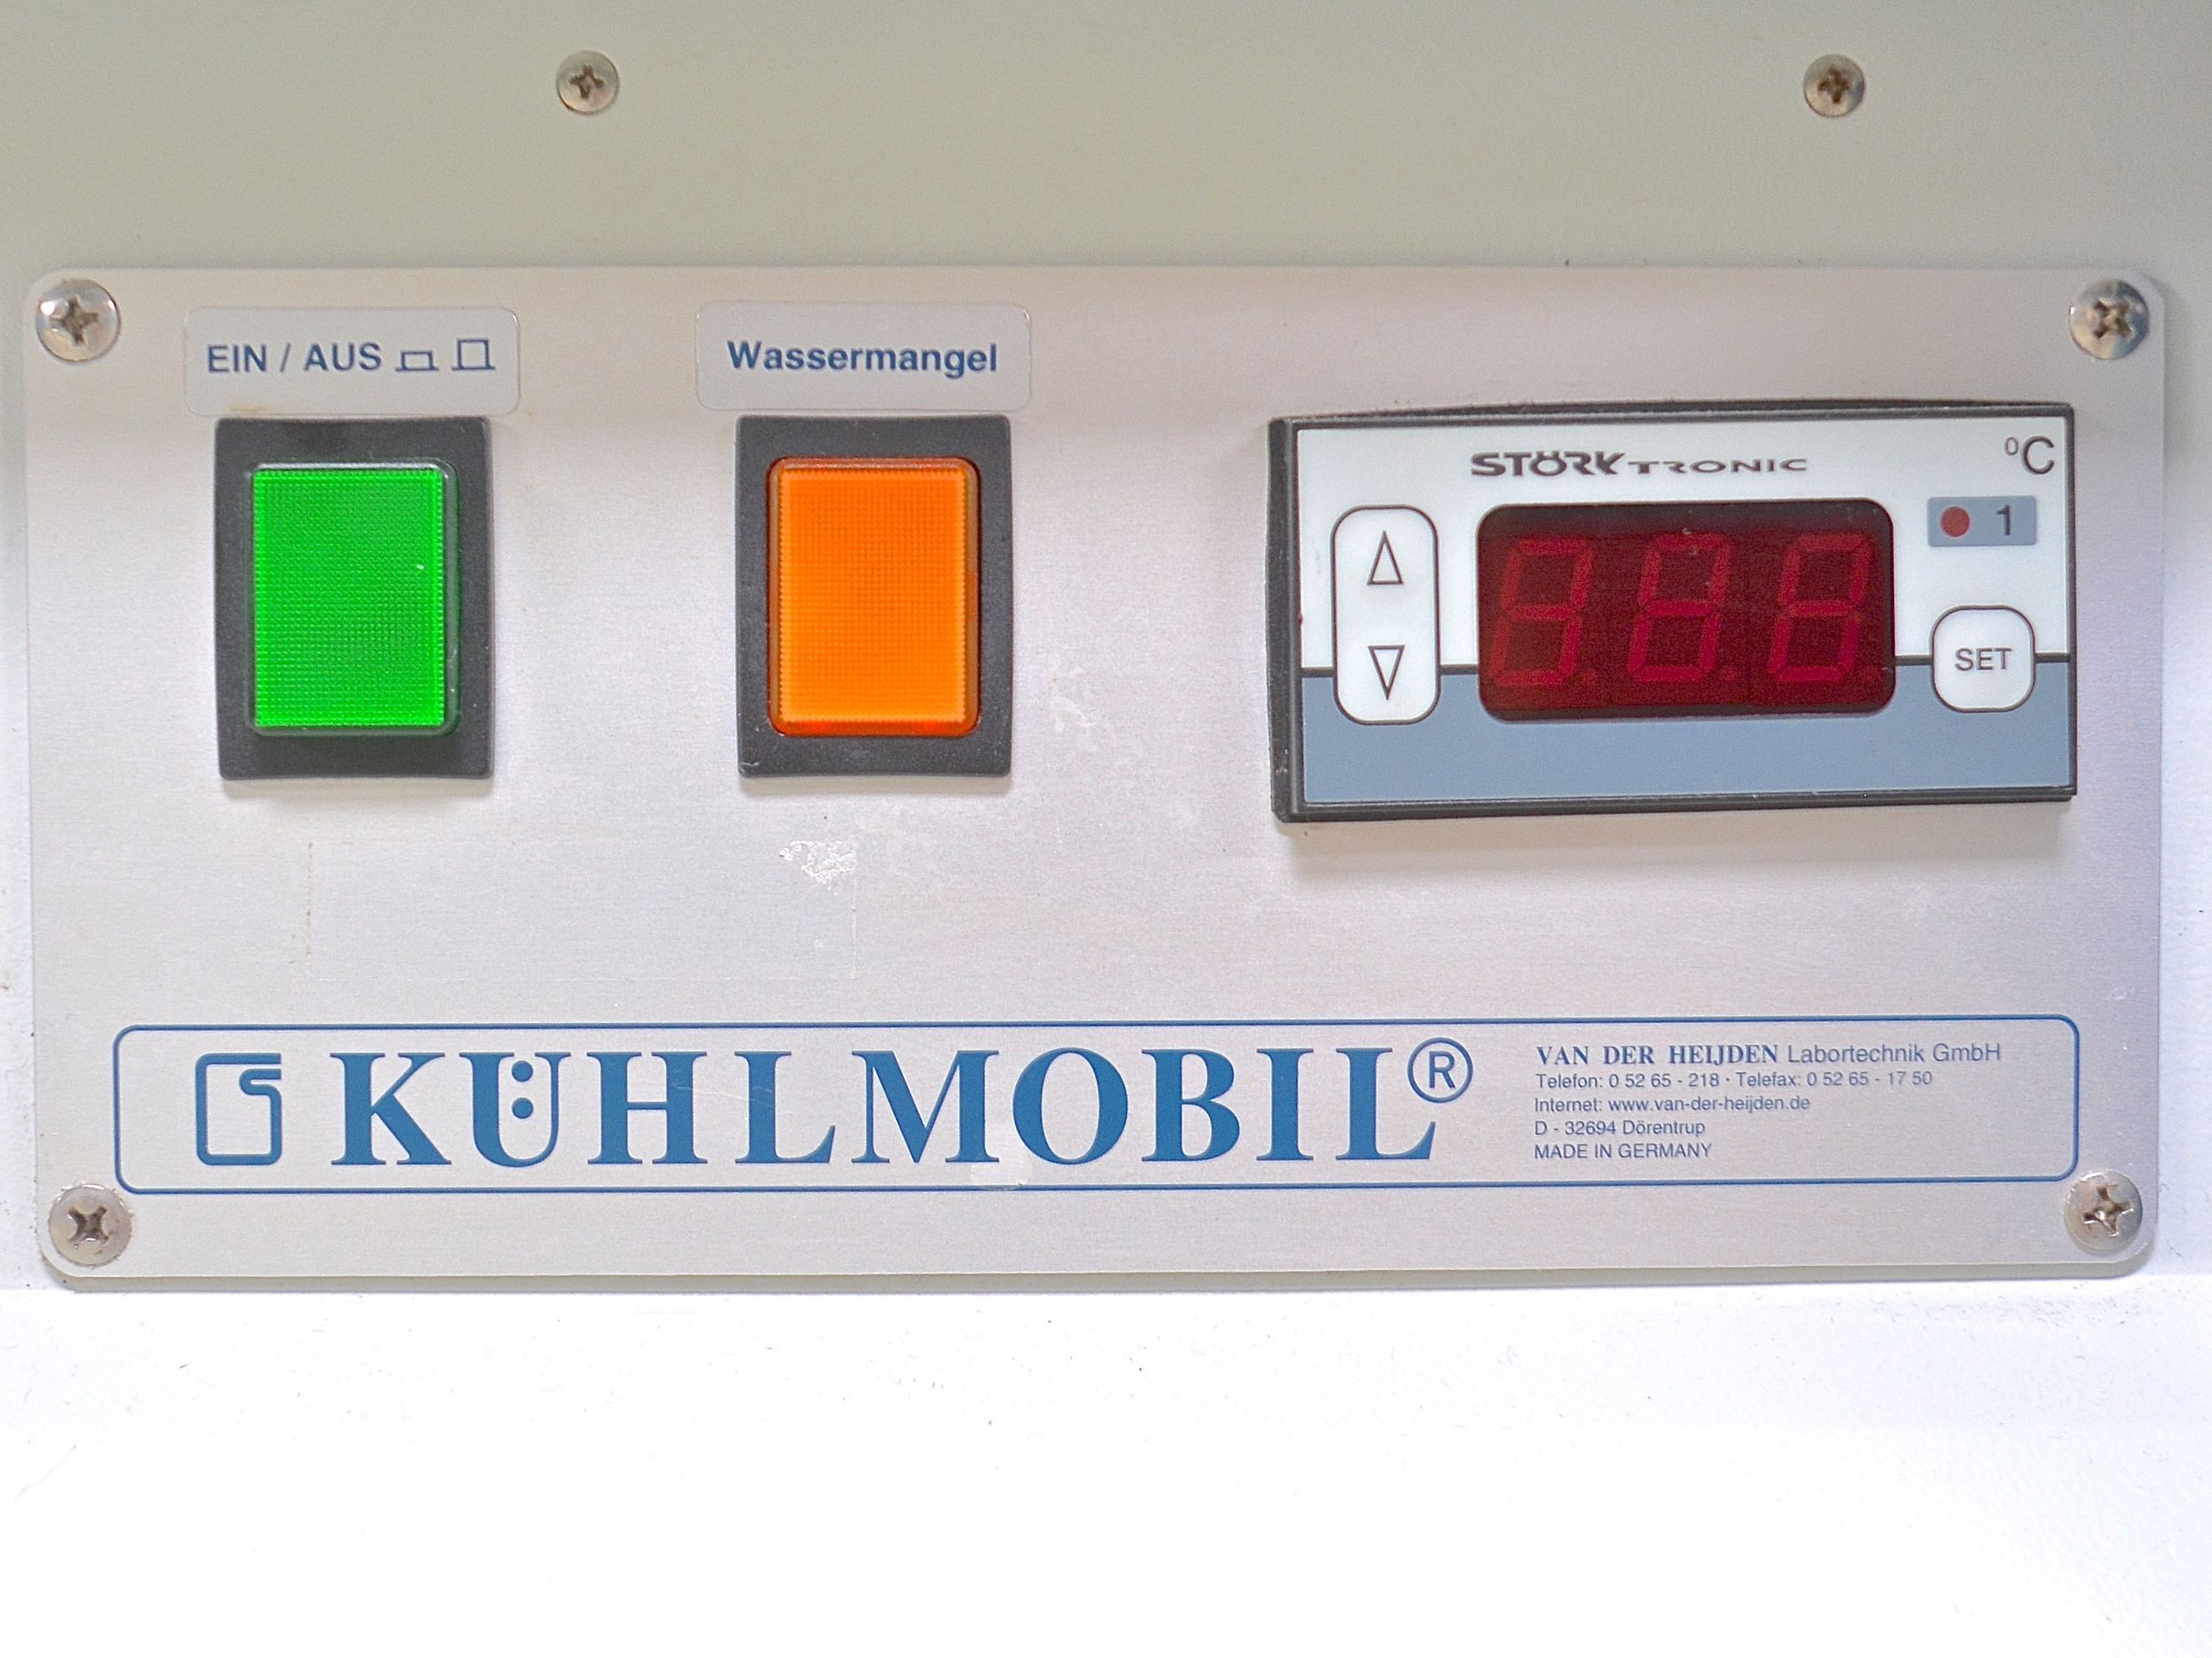 EIN / AUS
Wassermangel
STÖRK TRONIC
°C
1
SET
KÜHLMOBIL®
VAN DER HEIJDEN Labortechnik GmbH
Telefon: 0 52 65 - 218 · Telefax: 0 52 65 - 17 50
Internet: www.van-der-heijden.de
D - 32694 Dörentrup
MADE IN GERMANY